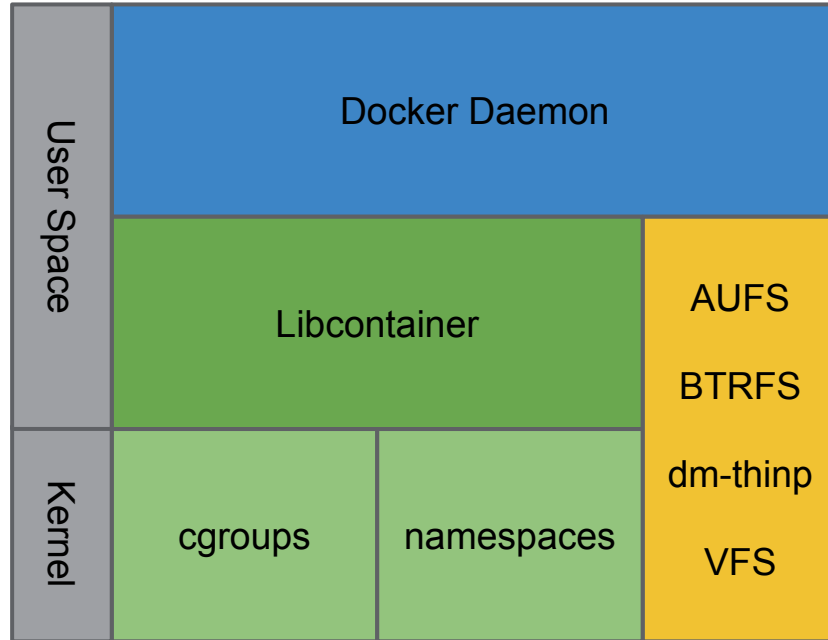 User Space
Docker Daemon
Libcontainer
AUFS
BTRFS
dm-thinp
VFS
Kernel
cgroups
namespaces